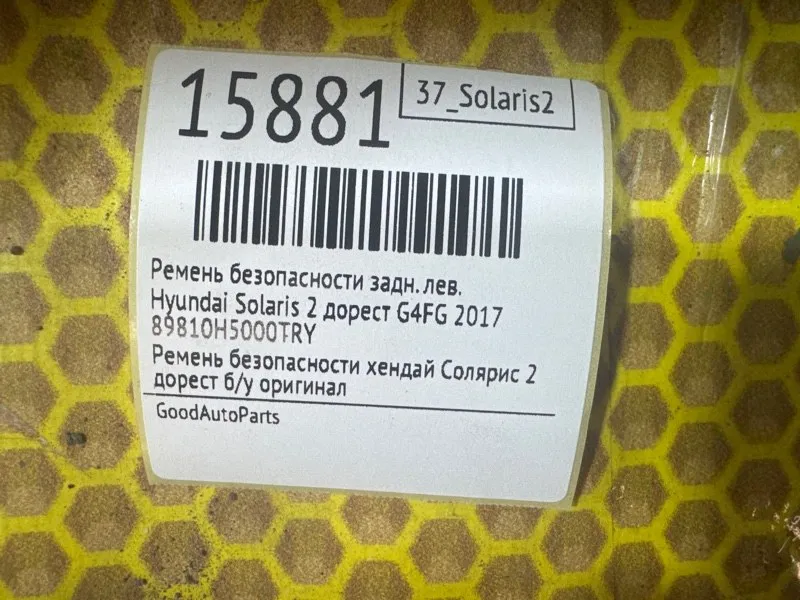 15881
37_Solaris2
Ремень безопасности задн. лев.
Hyundai Solaris 2 дорест G4FG 2017
89810H5000TRY
Ремень безопасности хендай Солярис 2
дорест б/у оригинал
GoodAutoParts